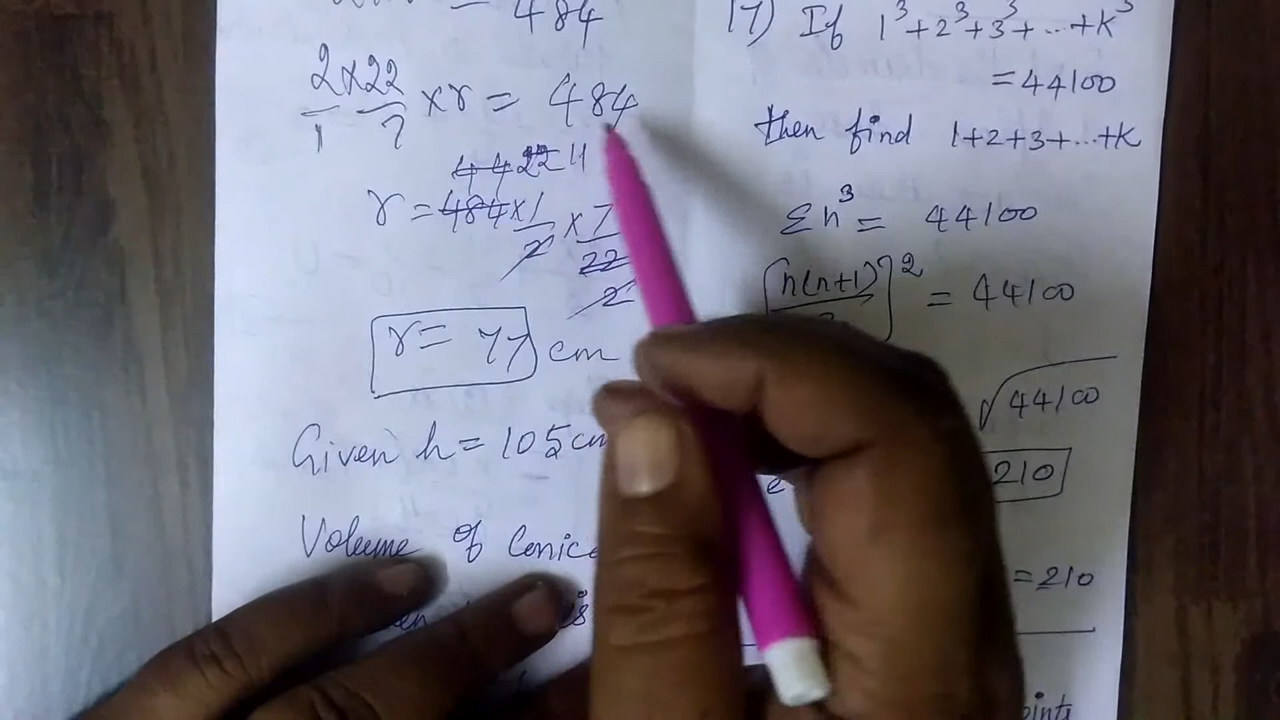 = 484
2×22/1 7 × r = 484
44 22 11
r = 484 × 1/2 × 7/22
2
r = 77 cm
Given h = 105 cm
Volume of Conic
17) If 1³+2³+3³+...+k³
= 44100
then find 1+2+3+...+k
Σn³ = 44100
[n(n+1)/2]² = 44100
√44100
210
= 210